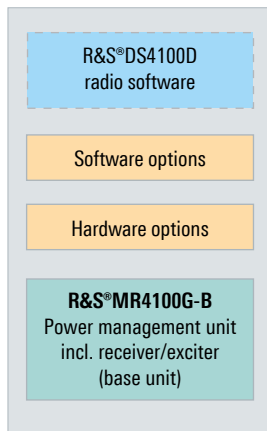 R&S®DS4100D
radio software
Software options
Hardware options
R&S®MR4100G-B
Power management unit
incl. receiver/exciter
(base unit)